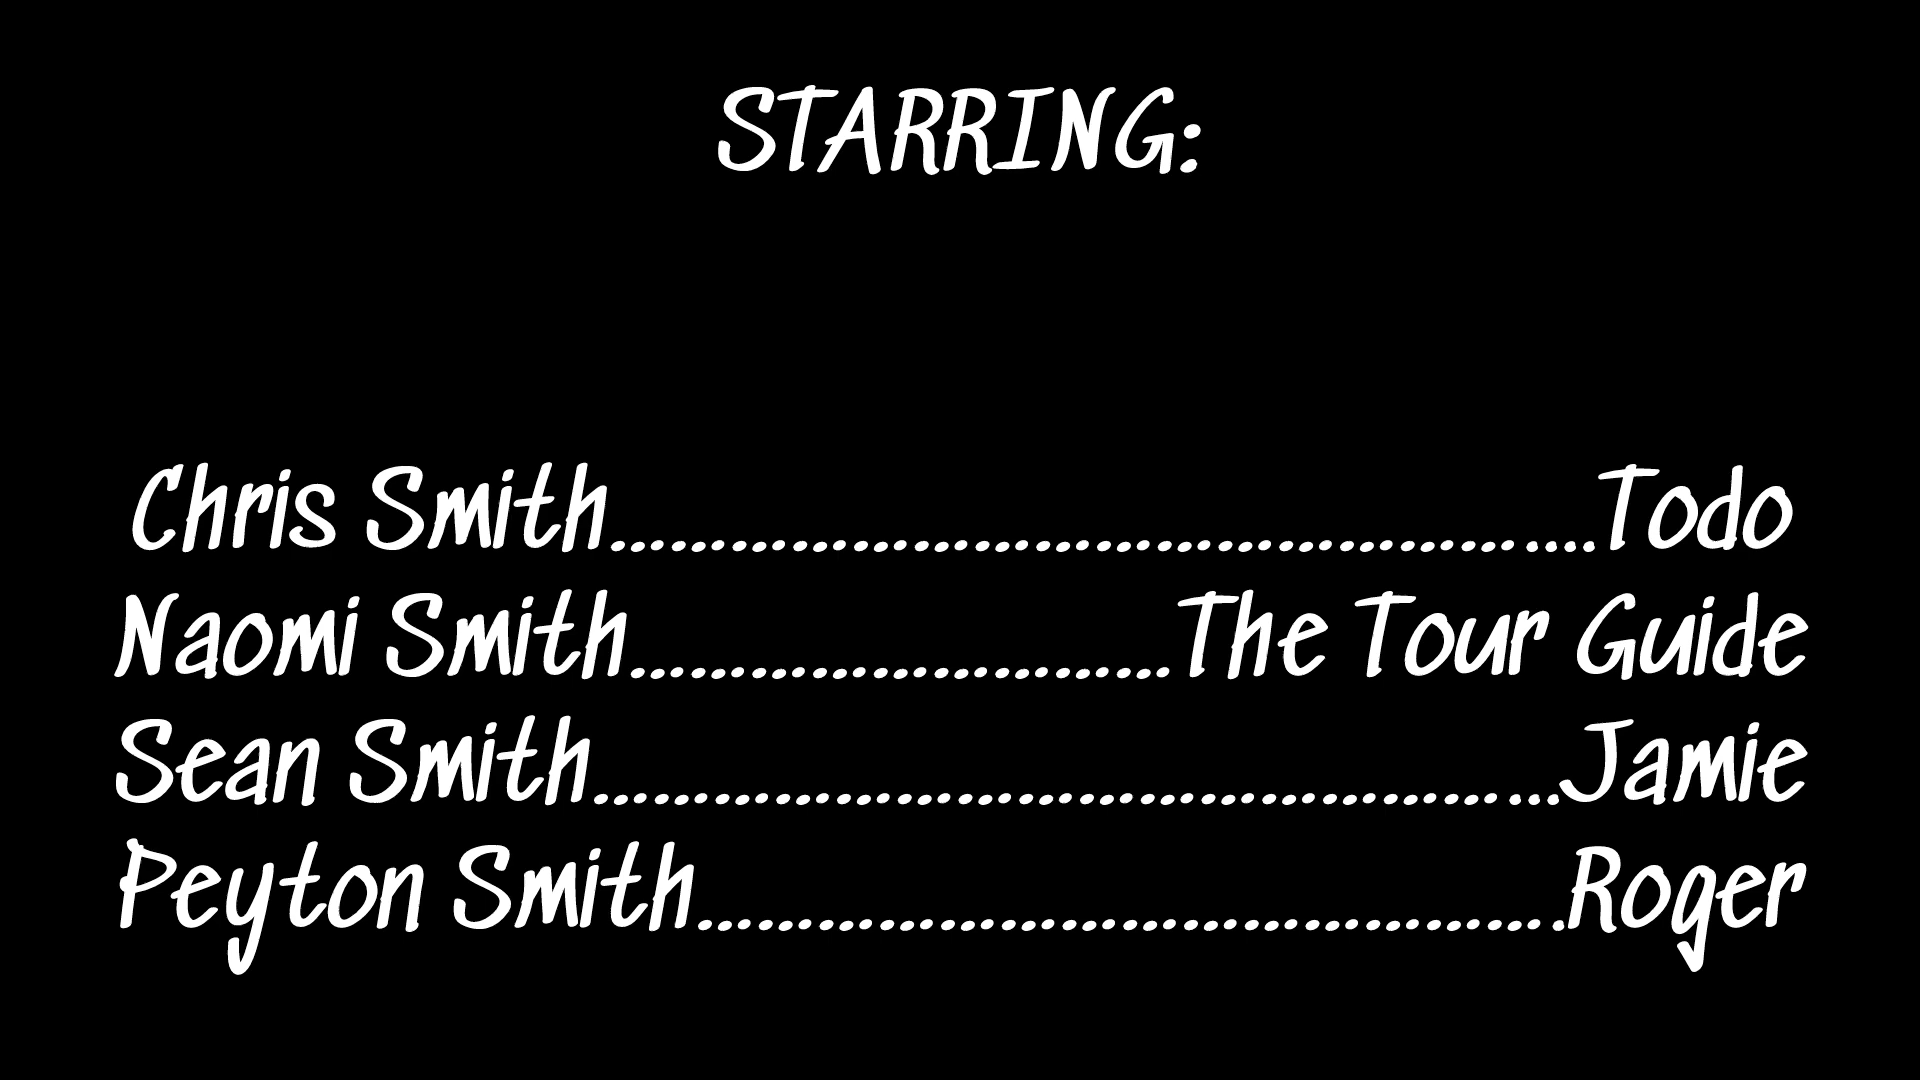 STARRING:
Chris Smith.................................................Todo
Naomi Smith...........................The Tour Guide
Sean Smith................................................Jamie
Peyton Smith...........................................Roger